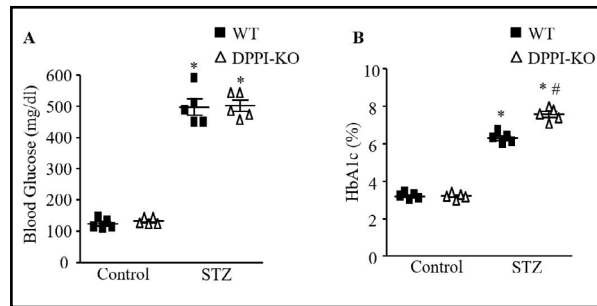 A
■ WT
△ DPPI-KO
Blood Glucose (mg/dl)
600
500
400
300
200
100
00
*
*
Control
STZ
B
■ WT
△ DPPI-KO
HbA1c (%)
10
8
6
4
2
0
*
* #
Control
STZ